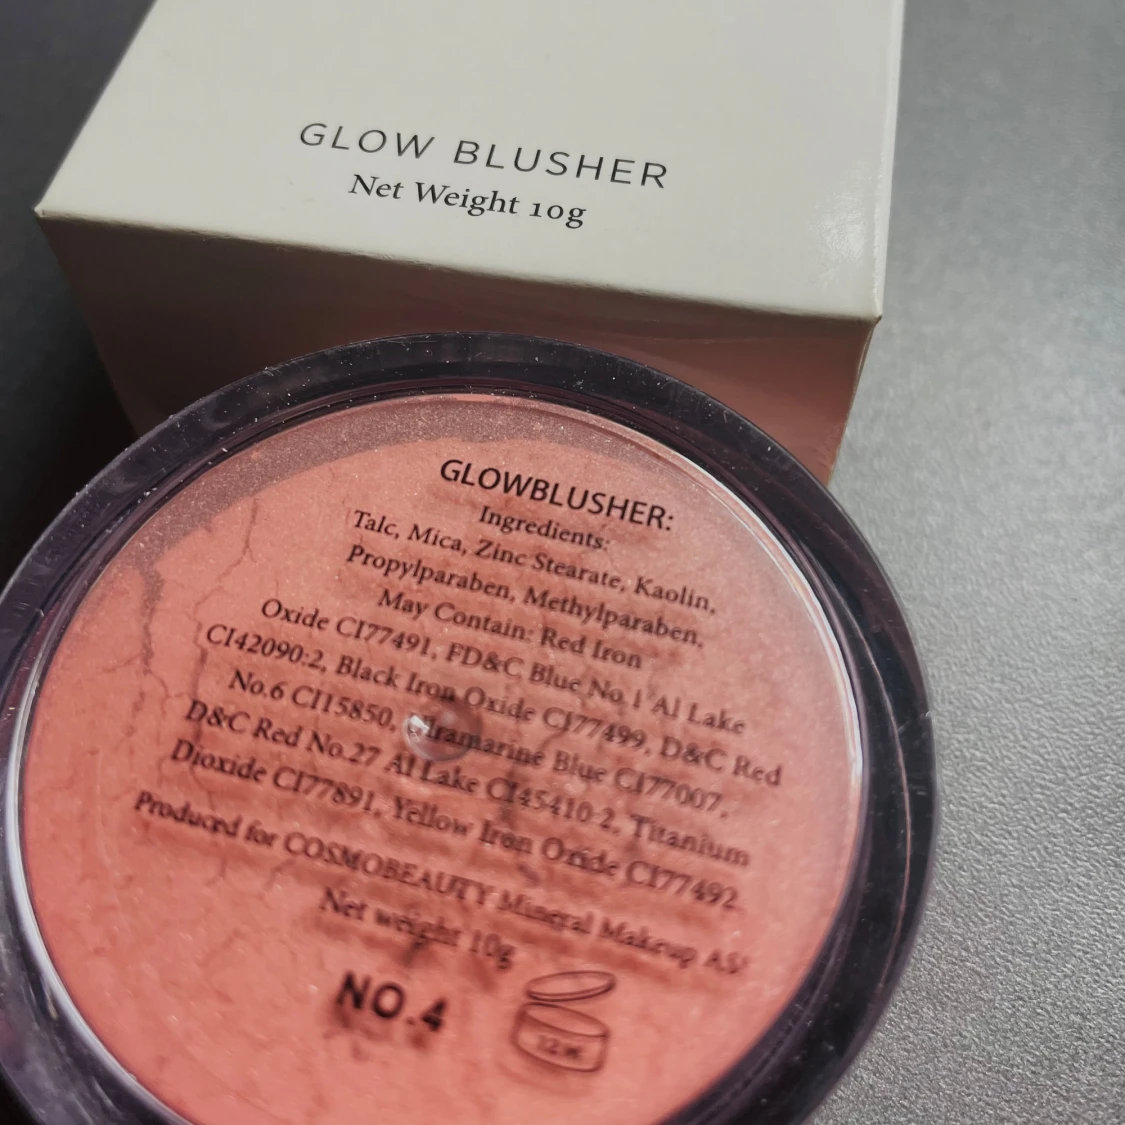 GLOW BLUSHER
Net Weight 10g
GLOWBLUSHER:
Ingredients:
Talc, Mica, Zinc Stearate, Kaolin,
Propylparaben, Methylparaben,
May Contain: Red Iron
Oxide CI77491, FD&C Blue No.1 Al Lake
CI42090:2, Black Iron Oxide CI77499, D&C Red
No.6 CI15850, Ultramarine Blue CI77007,
D&C Red No.27 Al Lake CI45410:2, Titanium
Dioxide CI77891, Yellow Iron Oxide CI77492
Produced for COSMOBEAUTY Mineral Makeup AS
Net weight 10g
NO.4
12M